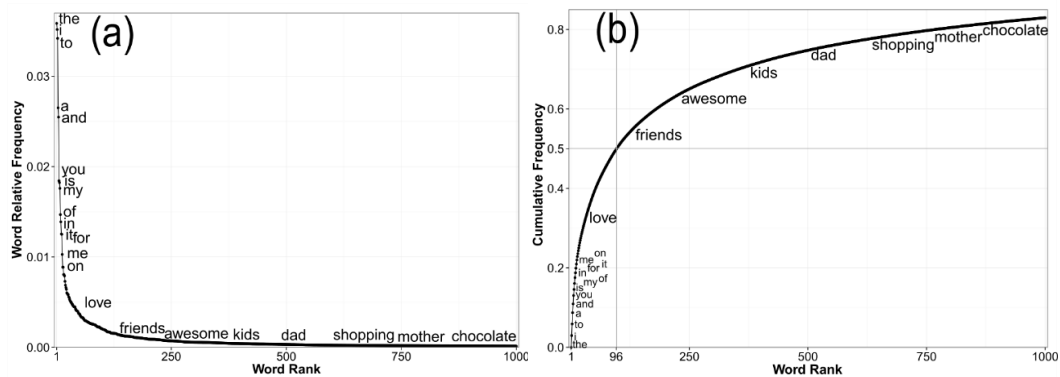 (a)
Word Relative Frequency
0.03
0.02
0.01
0.00
the
i
to
a
and
you
is
my
of
in
it for
me
on
love
friends awesome kids dad shopping mother chocolate
1 250 500 750 1000
Word Rank
(b)
Cumulative Frequency
0.8
0.6
0.5
0.4
0.2
0.0
chocolate
mother
shopping
dad
kids
awesome
friends
love
me on
in for it
is my of
you
and
a
to
i
the
1 96 250 500 750 1000
Word Rank